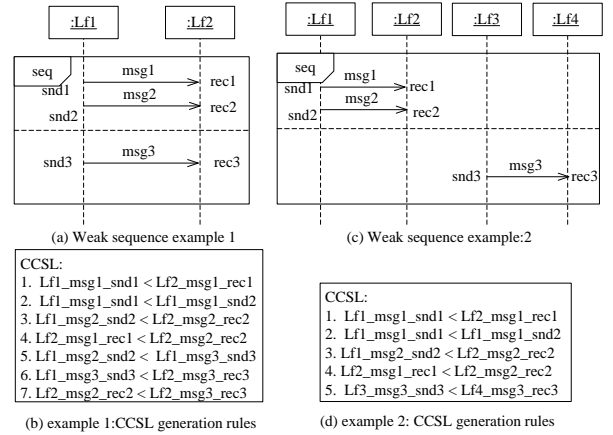 :Lf1 :Lf2
seq
msg1
snd1 rec1
msg2
snd2 rec2
msg3
snd3 rec3
(a) Weak sequence example 1
CCSL:
1. Lf1_msg1_snd1 < Lf2_msg1_rec1
2. Lf1_msg1_snd1 < Lf1_msg1_snd2
3. Lf1_msg2_snd2 < Lf2_msg2_rec2
4. Lf2_msg1_rec1 < Lf2_msg2_rec2
5. Lf1_msg2_snd2 < Lf1_msg3_snd3
6. Lf1_msg3_snd3 < Lf2_msg3_rec3
7. Lf2_msg2_rec2 < Lf2_msg3_rec3
(b) example 1:CCSL generation rules
:Lf1 :Lf2 :Lf3 :Lf4
seq
msg1
snd1 rec1
msg2
snd2 rec2
msg3
snd3 rec3
(c) Weak sequence example:2
CCSL:
1. Lf1_msg1_snd1 < Lf2_msg1_rec1
2. Lf1_msg1_snd1 < Lf1_msg1_snd2
3. Lf1_msg2_snd2 < Lf2_msg2_rec2
4. Lf2_msg1_rec1 < Lf2_msg2_rec2
5. Lf3_msg3_snd3 < Lf4_msg3_rec3
(d) example 2: CCSL generation rules